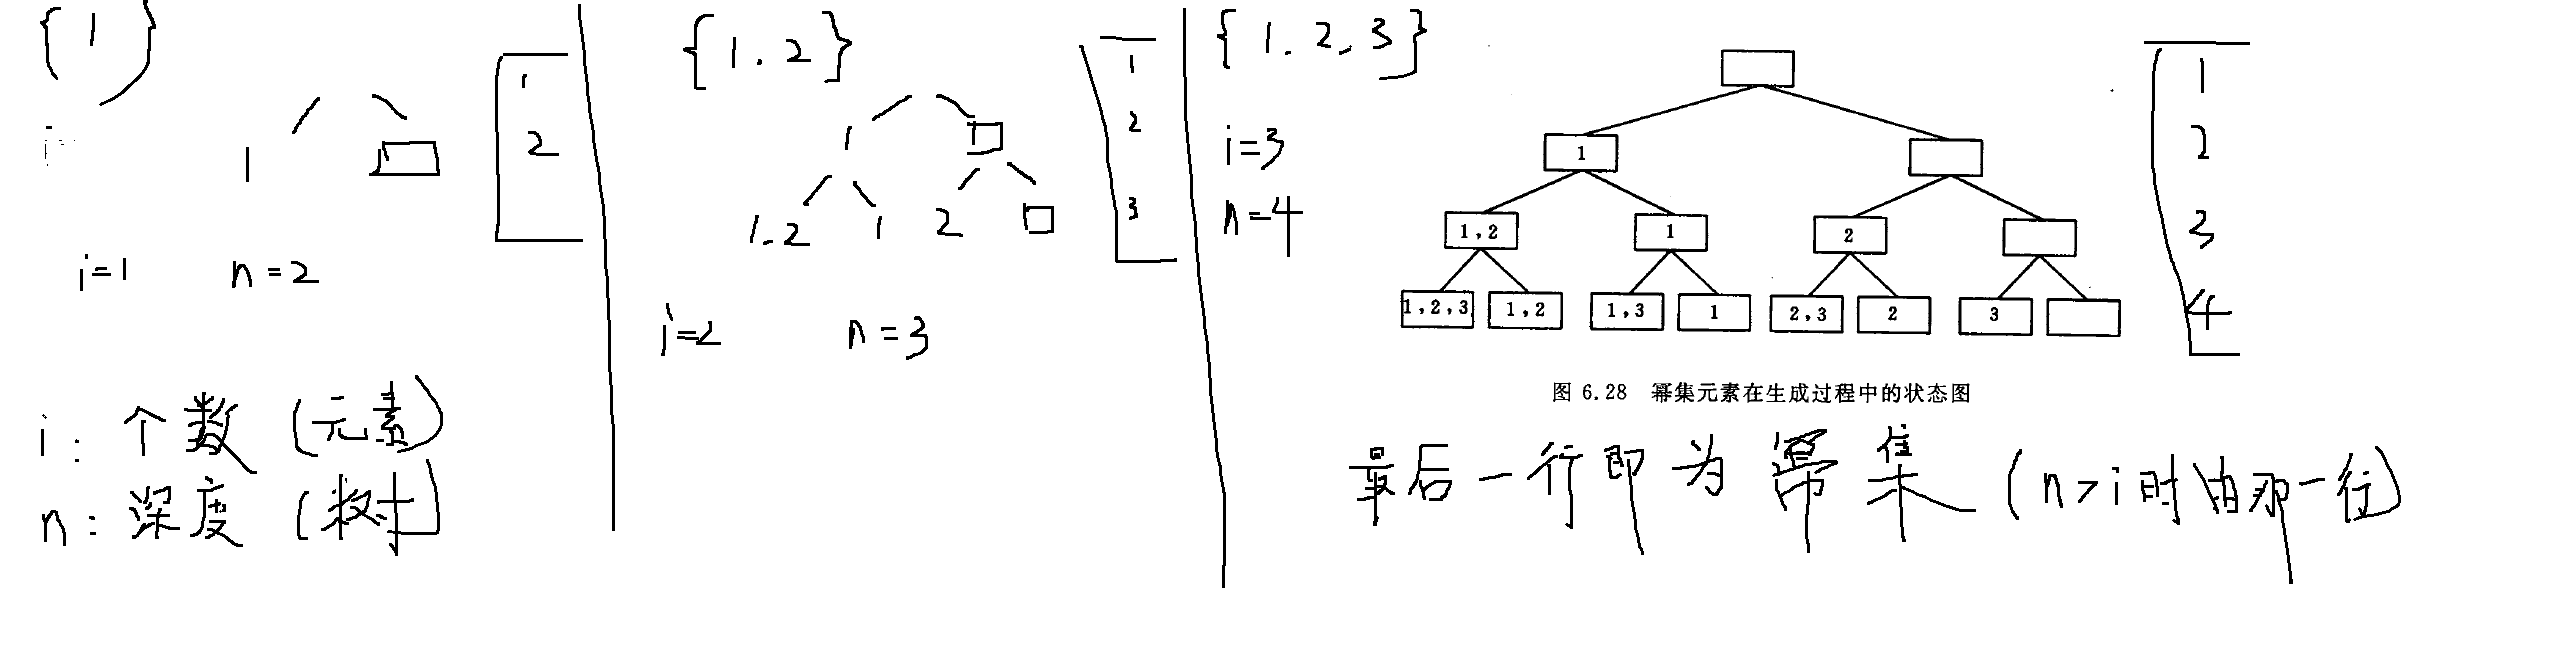 {1}
1
1
2
i=1 n=2
i: 个数 (元素)
n: 深度 (树)
{1.2}
1
1.2 1 2
1
2
3
i=2 n=3
{1.2.3}
i=3
n=4
1
1,2 1 2
1,2,3 1,2 1,3 1 2,3 2 3
1
2
3
4
图 6.28 幂集元素在生成过程中的状态图
最后一行即为幂集 (n>i时的那一行)